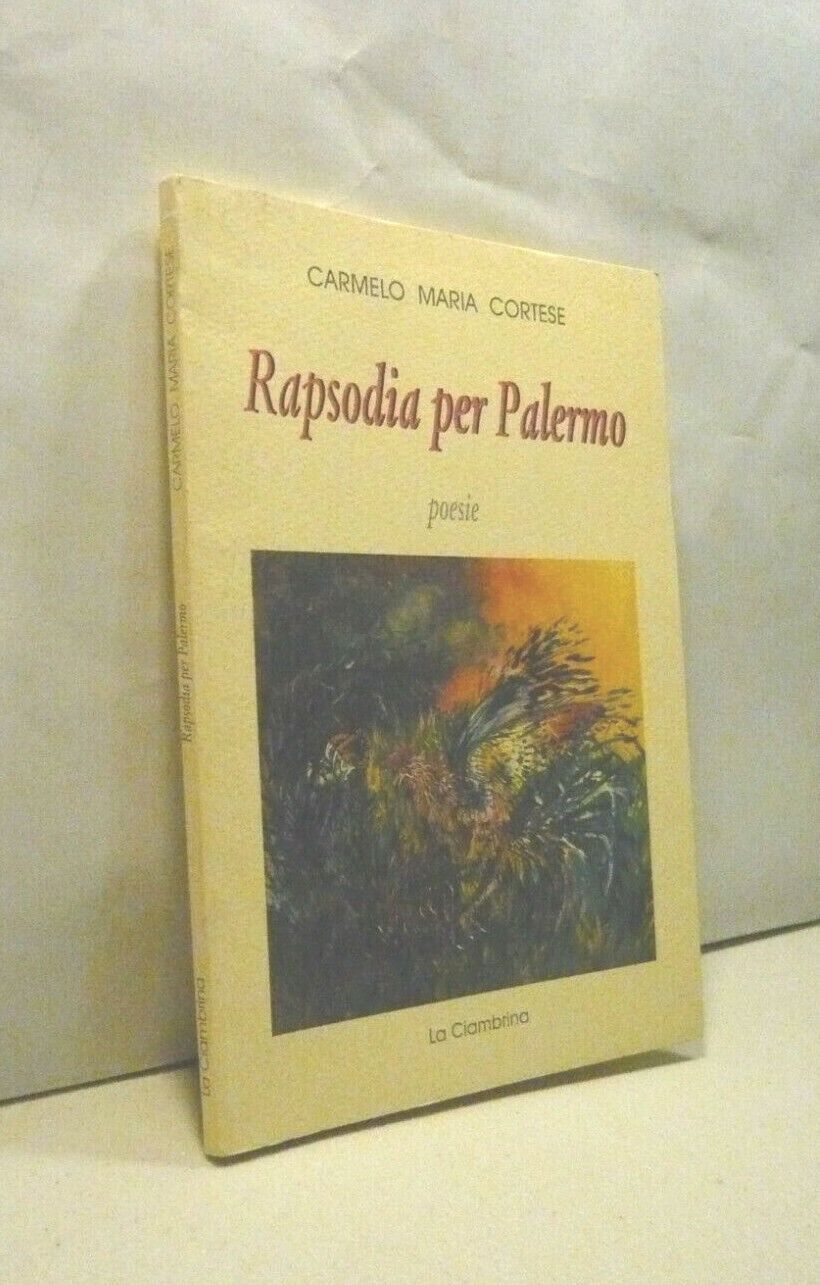 CARMELO MARIA CORTESE
Rapsodia per Palermo
poesie
La Ciambrina
CARMELO MARIA CORTESE
Rapsodia per Palermo
La Ciambrina